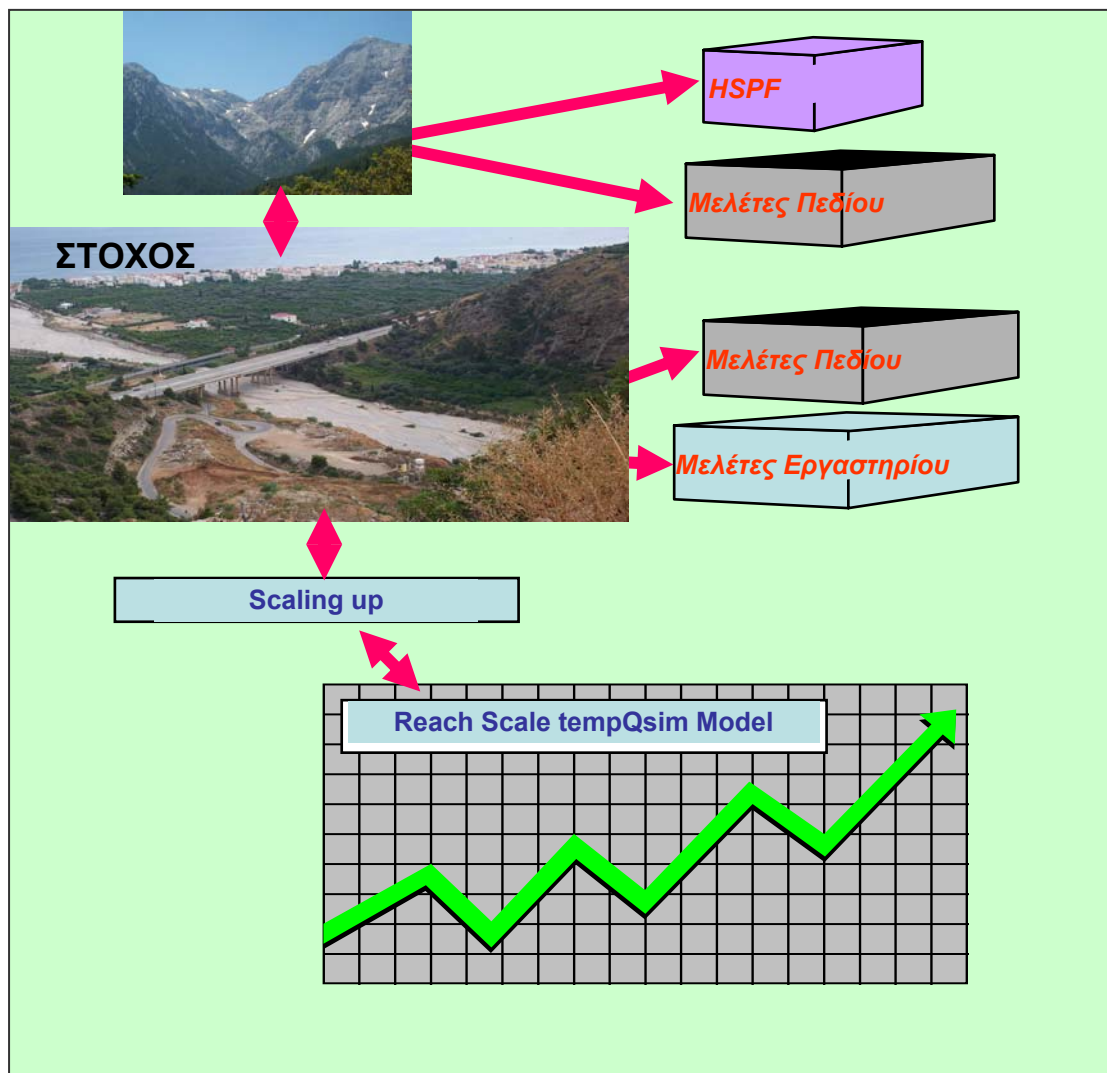 HSPF
Μελέτες Πεδίου
ΣΤΟΧΟΣ
Μελέτες Πεδίου
Μελέτες Εργαστηρίου
Scaling up
Reach Scale tempQsim Model